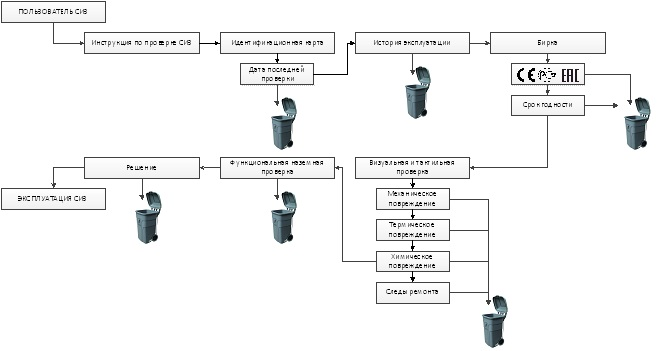 ПОЛЬЗОВАТЕЛЬ СИЗ
Инструкция по проверке СИЗ
Идентификационная карта
История эксплуатации
Бирка
Дата последней
проверки
CE EAC
Срок годности
Решение
Функциональная наземная
проверка
Визуальная и тактильная
проверка
ЭКСПЛУАТАЦИЯ СИЗ
Механическое
повреждение
Термическое
повреждение
Химическое
повреждение
Следы ремонта